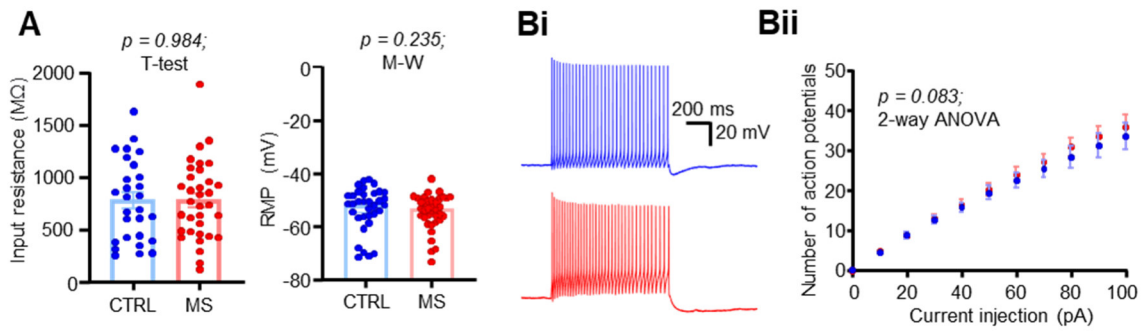 A
p = 0.984;
T-test
Input resistance (MΩ)
2000
1500
1000
500
0
CTRL
MS
p = 0.235;
M-W
RMP (mV)
0
-20
-40
-60
-80
CTRL
MS
Bi
200 ms
20 mV
Bii
p = 0.083;
2-way ANOVA
Number of action potentials
50
40
30
20
10
0
0
20
40
60
80
100
Current injection (pA)